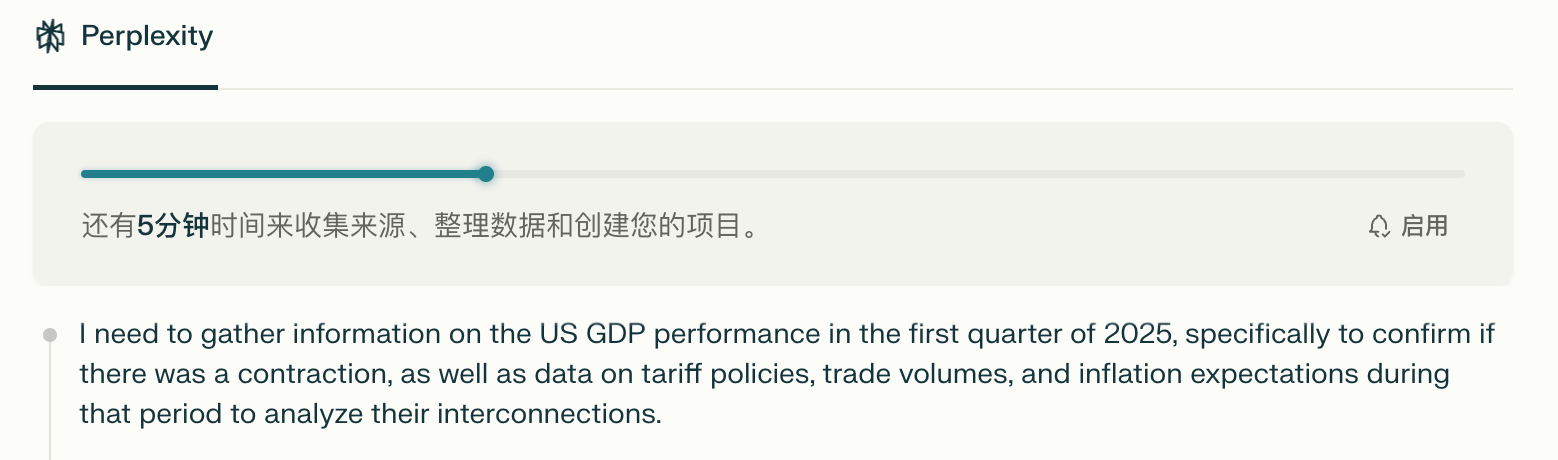 Perplexity
还有5分钟时间来收集来源、整理数据和创建您的项目。
启用
I need to gather information on the US GDP performance in the first quarter of 2025, specifically to confirm if
there was a contraction, as well as data on tariff policies, trade volumes, and inflation expectations during
that period to analyze their interconnections.